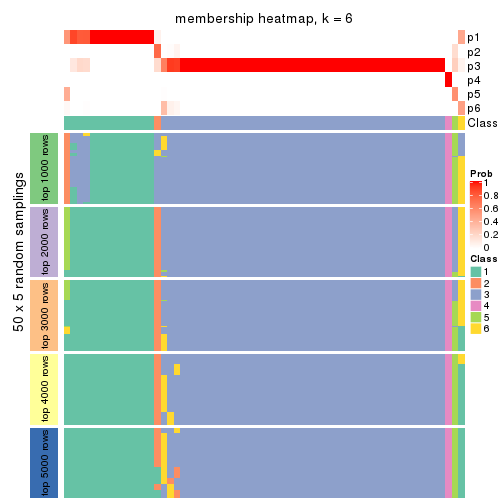 membership heatmap, k = 6
p1
p2
p3
p4
p5
p6
Class
50 x 5 random samplings
top 1000 rows
top 2000 rows
top 3000 rows
top 4000 rows
top 5000 rows
Prob
1
0.8
0.6
0.4
0.2
0
Class
1
2
3
4
5
6